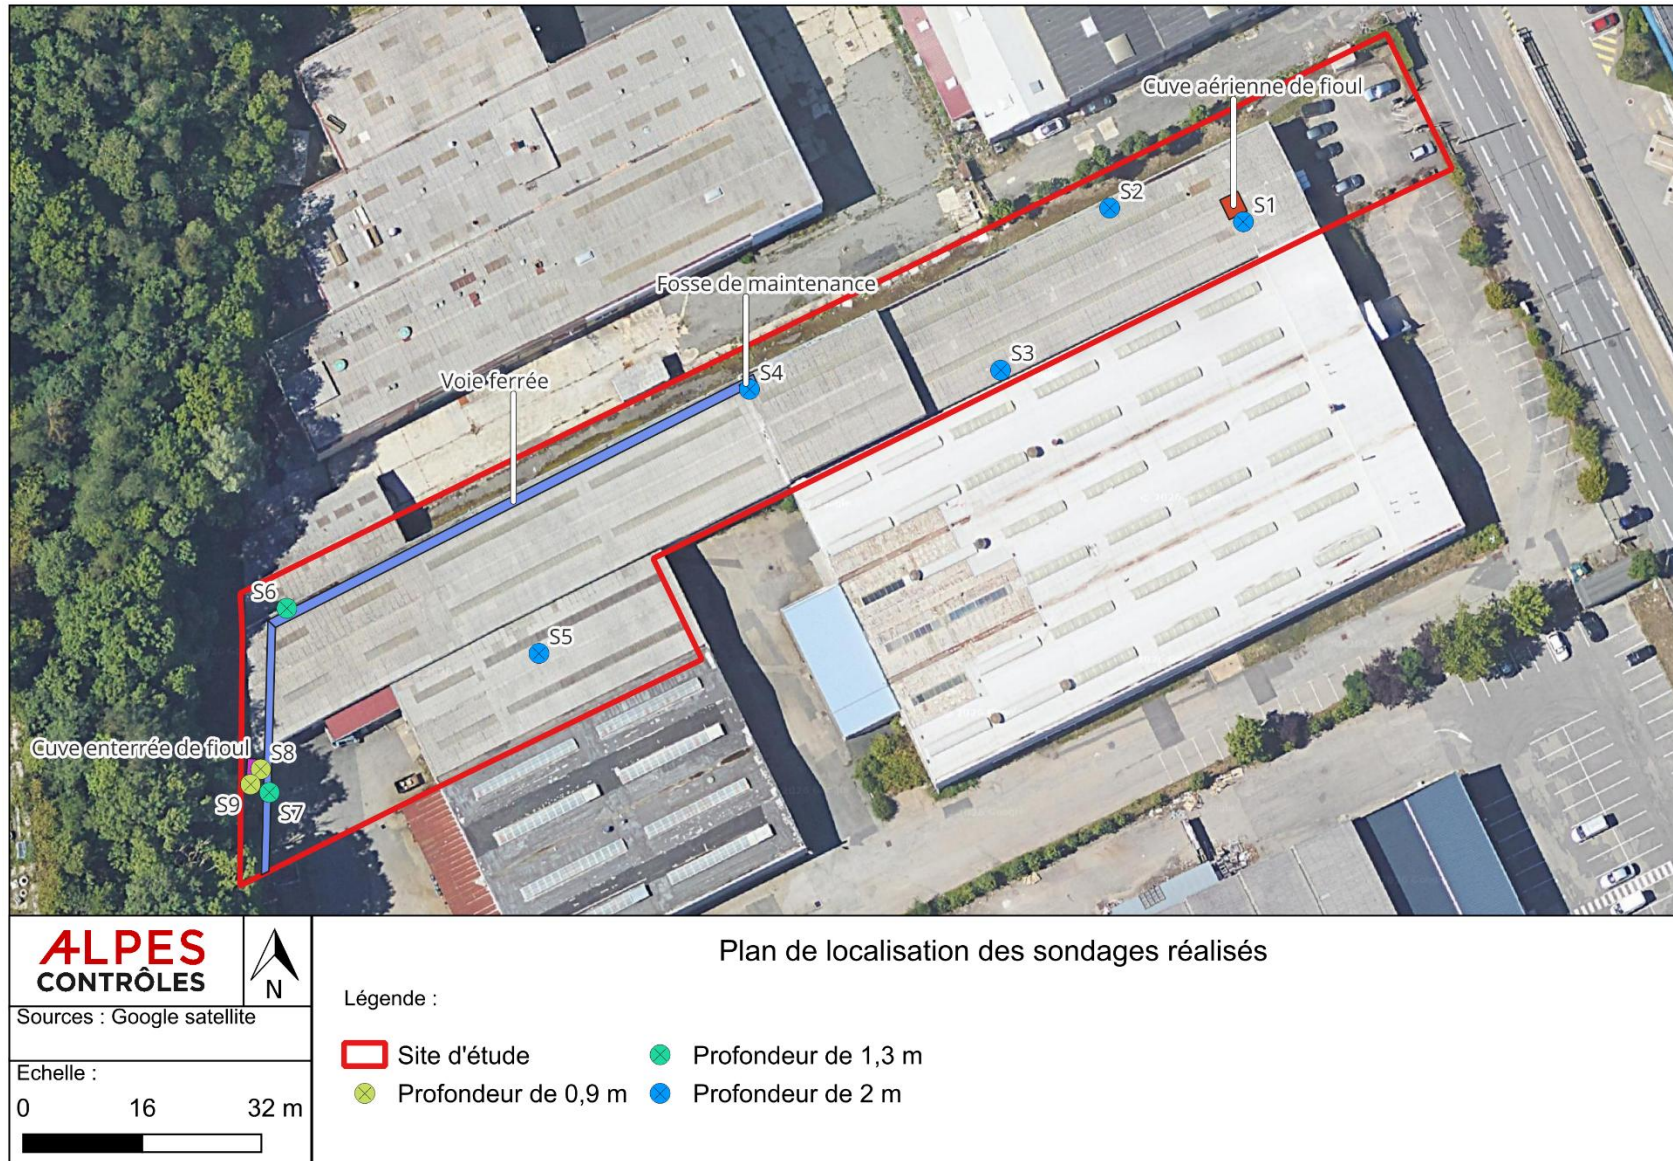 Cuve aérienne de fioul
S2
S1
Fosse de maintenance
S3
S4
Voie ferrée
S6
S5
Cuve enterrée de fioul
S8
S9
S7
ALPES
CONTRÔLES
N
Sources : Google satellite
Echelle :
0 16 32 m
Plan de localisation des sondages réalisés
Légende :
Site d'étude
Profondeur de 1,3 m
Profondeur de 0,9 m
Profondeur de 2 m